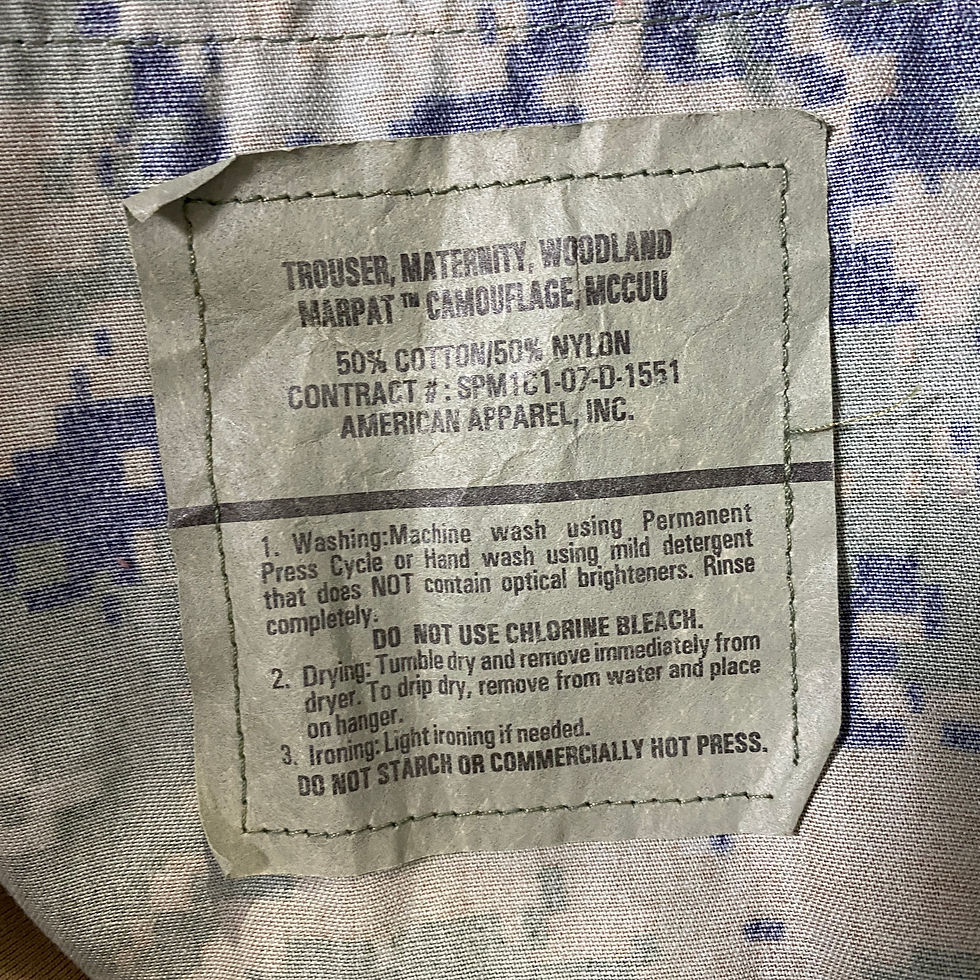 TROUSER, MATERNITY, WOODLAND
MARPAT™ CAMOUFLAGE, MCCUU
50% COTTON/50% NYLON
CONTRACT #: SPM1C1-07-D-1551
AMERICAN APPAREL, INC.
1. Washing:Machine wash using Permanent
Press Cycle or Hand wash using mild detergent
that does NOT contain optical brighteners. Rinse
completely.
DO NOT USE CHLORINE BLEACH.
2. Drying: Tumble dry and remove immediately from
dryer. To drip dry, remove from water and place
on hanger.
3. Ironing: Light ironing if needed.
DO NOT STARCH OR COMMERCIALLY HOT PRESS.